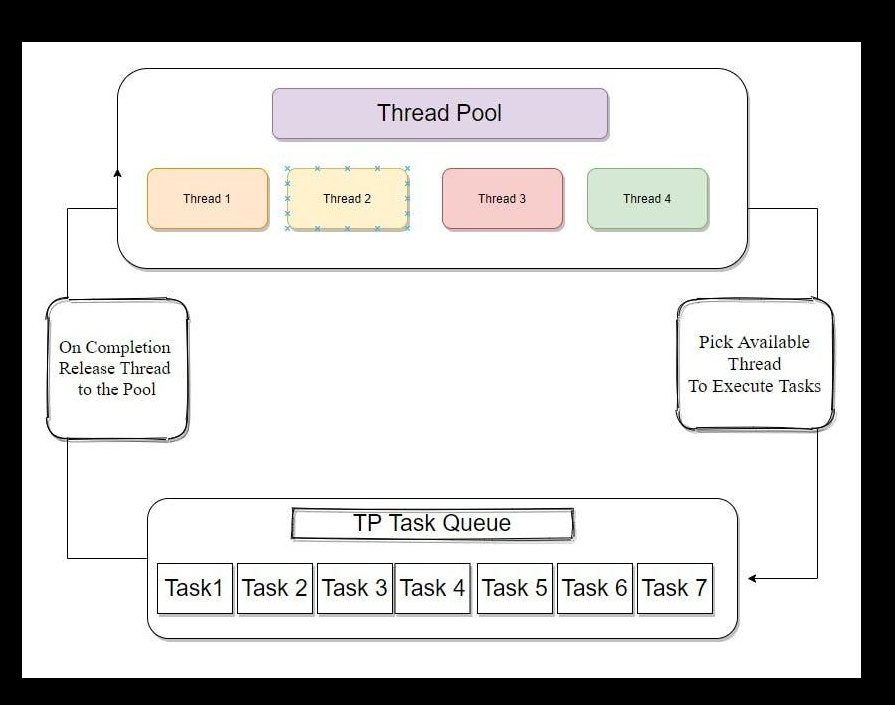 Thread Pool
Thread 1
Thread 2
Thread 3
Thread 4
On Completion
Release Thread
to the Pool
Pick Available
Thread
To Execute Tasks
TP Task Queue
Task1
Task 2
Task 3
Task 4
Task 5
Task 6
Task 7